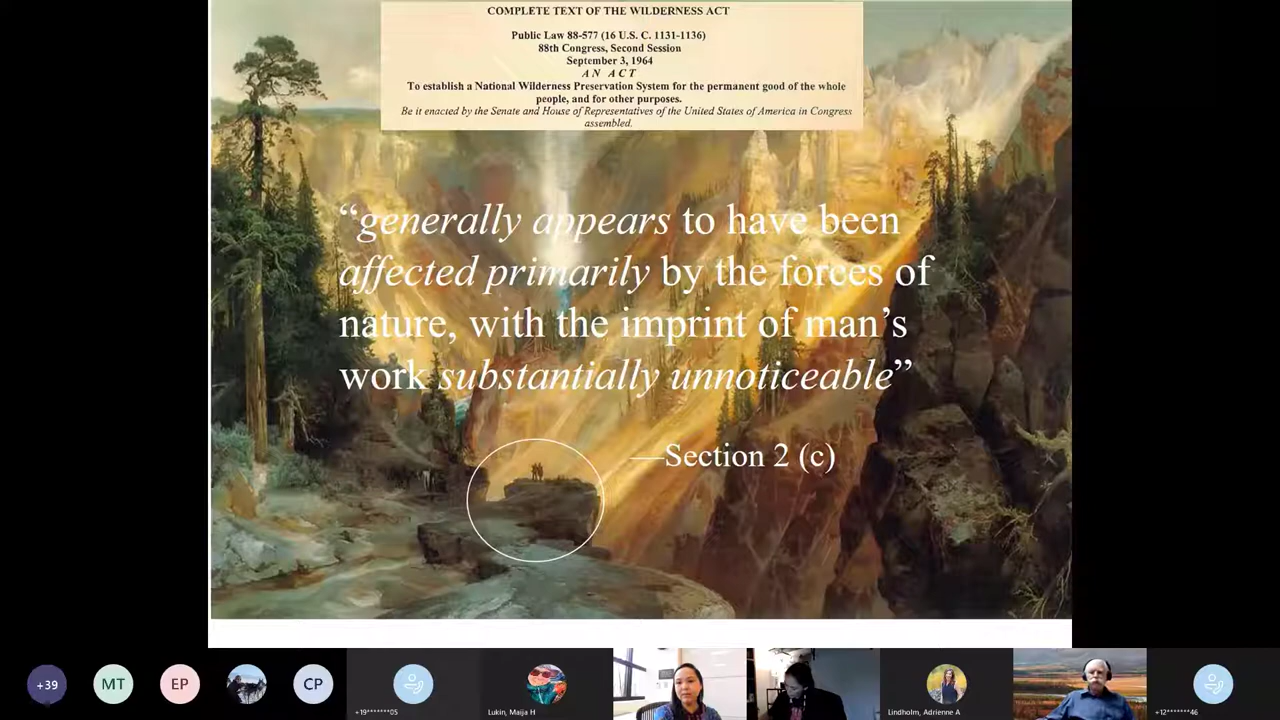 COMPLETE TEXT OF THE WILDERNESS ACT
Public Law 88-577 (16 U.S. C. 1131-1136)
88th Congress, Second Session
September 3, 1964
AN ACT
To establish a National Wilderness Preservation System for the permanent good of the whole
people, and for other purposes.
Be it enacted by the Senate and House of Representatives of the United States of America in Congress
assembled.
“generally appears to have been
affected primarily by the forces of
nature, with the imprint of man’s
work substantially unnoticeable”
—Section 2 (c)
+39
MT
EP
CP
+19*******05
Lukin, Maija H
Lindholm, Adrienne A
+12*******46